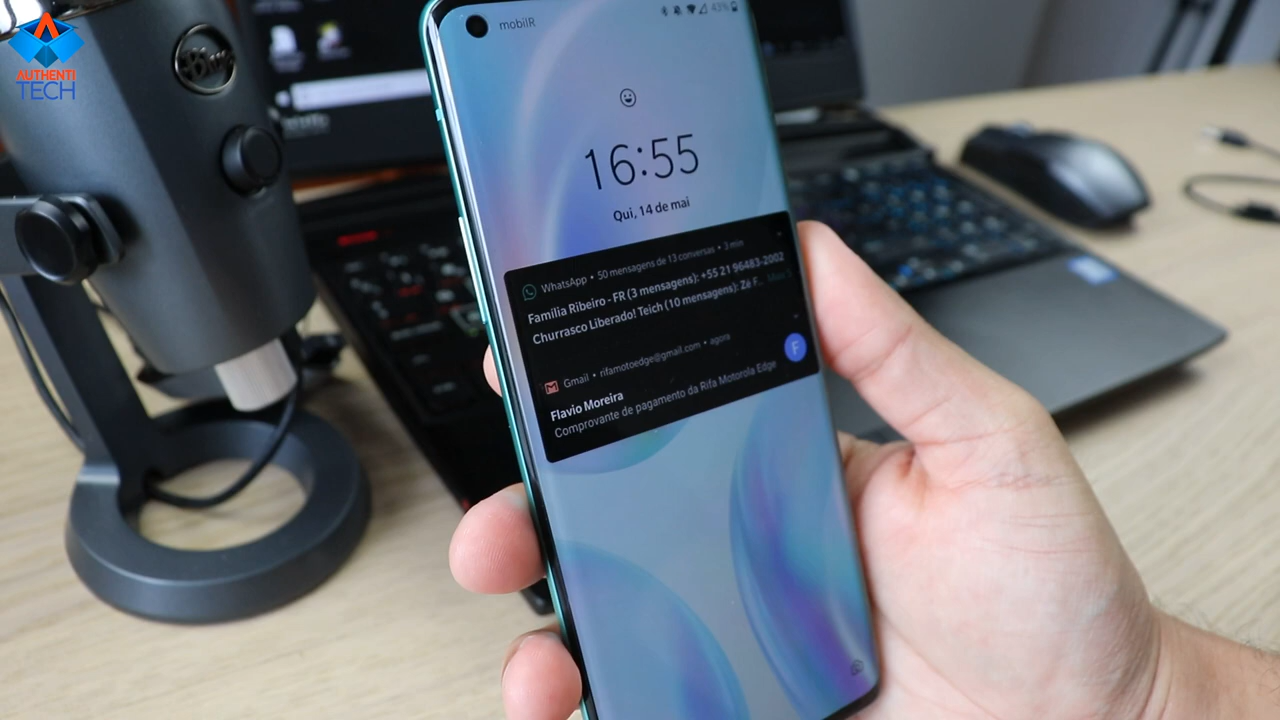 AUTHENTI
TECH
Blue
mobilR
43%
16:55
Qui, 14 de mai
WhatsApp • 50 mensagens de 13 conversas • 3 min
Família Ribeiro - FR (3 mensagens): +55 21 96483-2002
Churrasco Liberado! Teich (10 mensagens): Zé F..
Gmail • rifamotoedge@gmail.com • agora
F
Flavio Moreira
Comprovante de pagamento da Rifa Motorola Edge